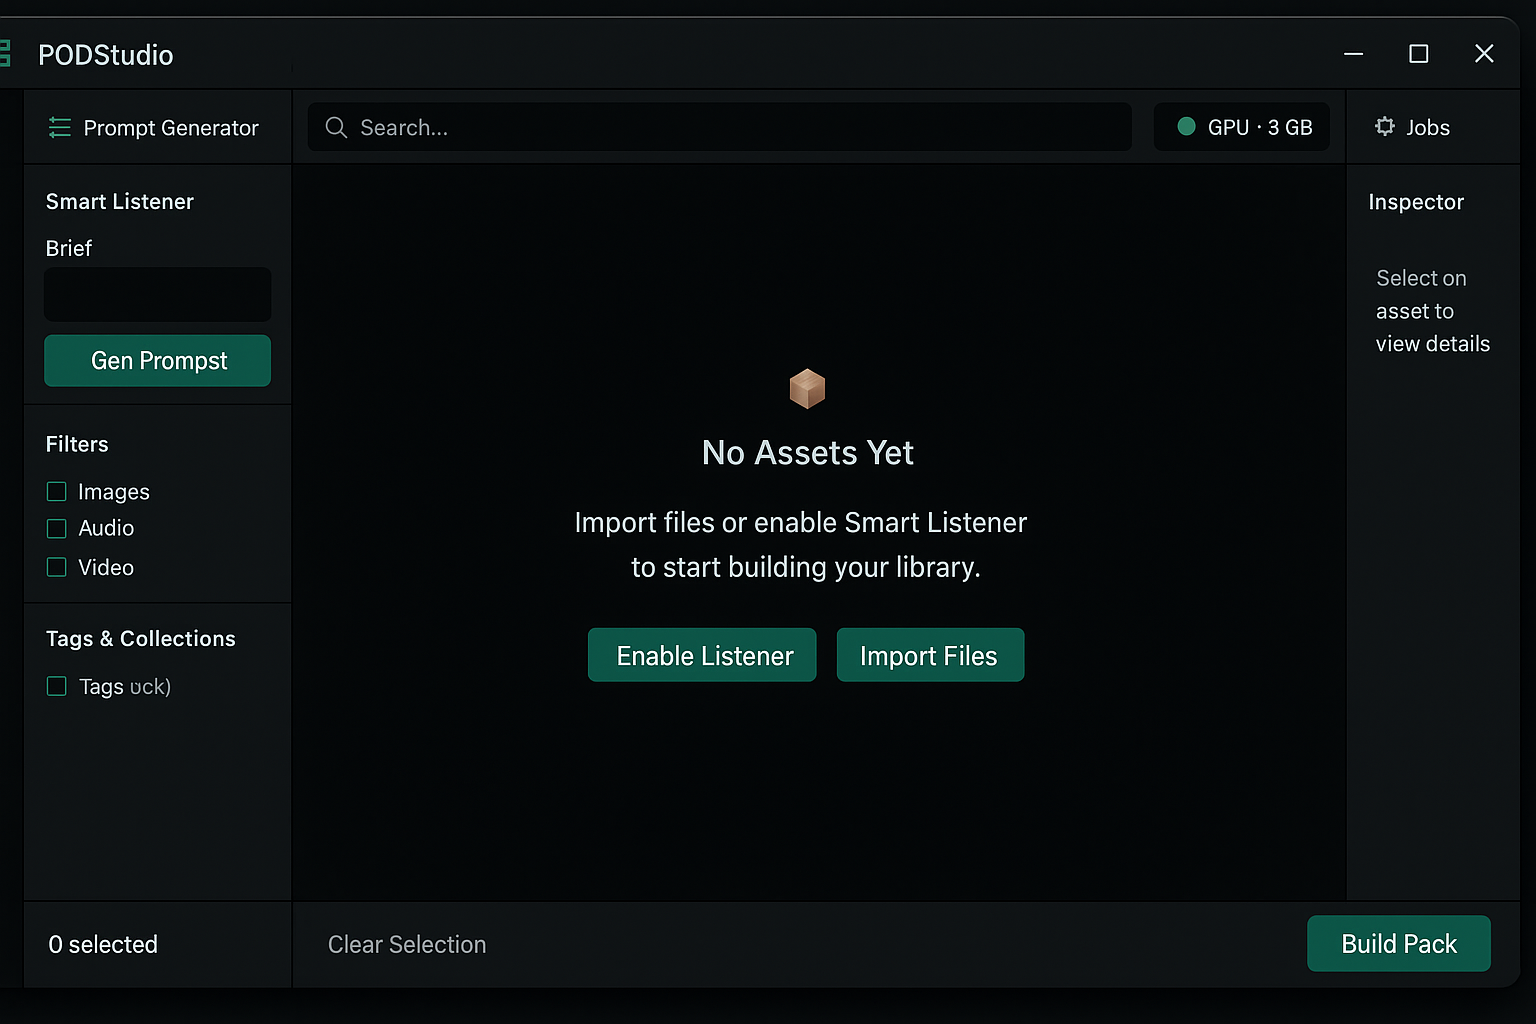 PODStudio
Prompt Generator
Search...
GPU · 3 GB
Jobs
Smart Listener
Brief
Gen Prompst
Filters
Images
Audio
Video
Tags & Collections
Tags
No Assets Yet
Import files or enable Smart Listener
to start building your library.
Enable Listener
Import Files
Inspector
Select on
asset to
view details
0 selected
Clear Selection
Build Pack